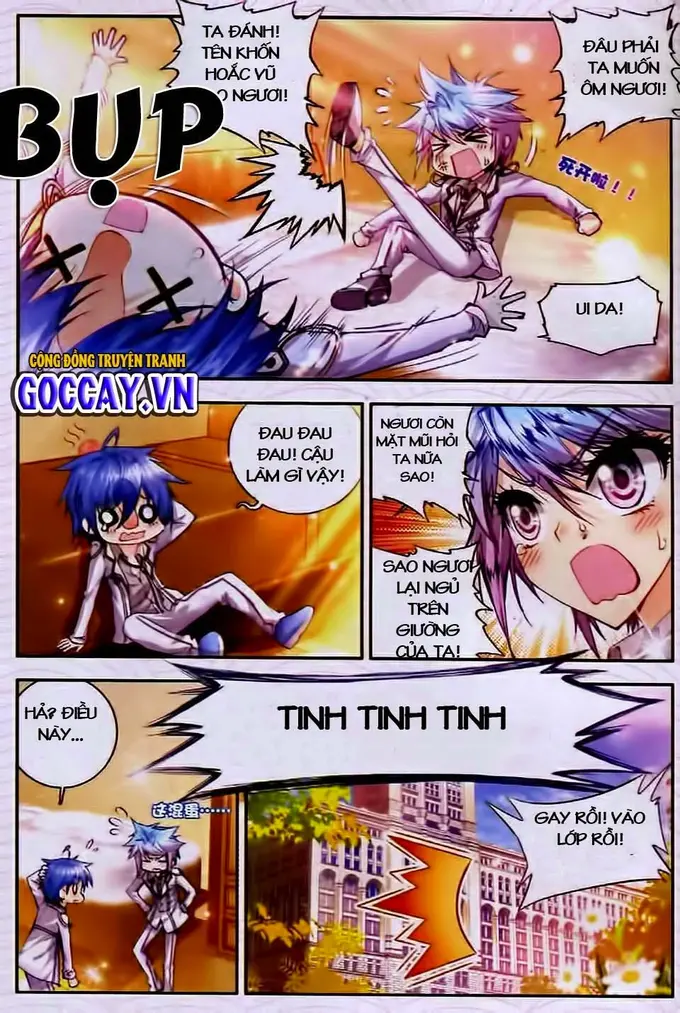 TA ĐÁNH!
TÊN KHỐN
HOẮC VŨ
NGƯƠI!
ĐÂU PHẢI
TA MUỐN
ÔM NGƯƠI!
BỤP
死开啦!!
UI DA!
CỘNG ĐỒNG TRUYỆN TRANH
GOCCAY.VN
ĐAU ĐAU
ĐAU! CẬU
LÀM GÌ VẬY!
NGƯƠI CÒN
MẶT MŨI HỎI
TA NỮA
SAO!
SAO NGƯƠI
LẠI NGỦ
TRÊN
GIƯỜNG
CỦA TA!
HẢ? ĐIỀU
NÀY...
TINH TINH TINH
这混蛋……
GAY RỒI! VÀO
LỚP RỒI!